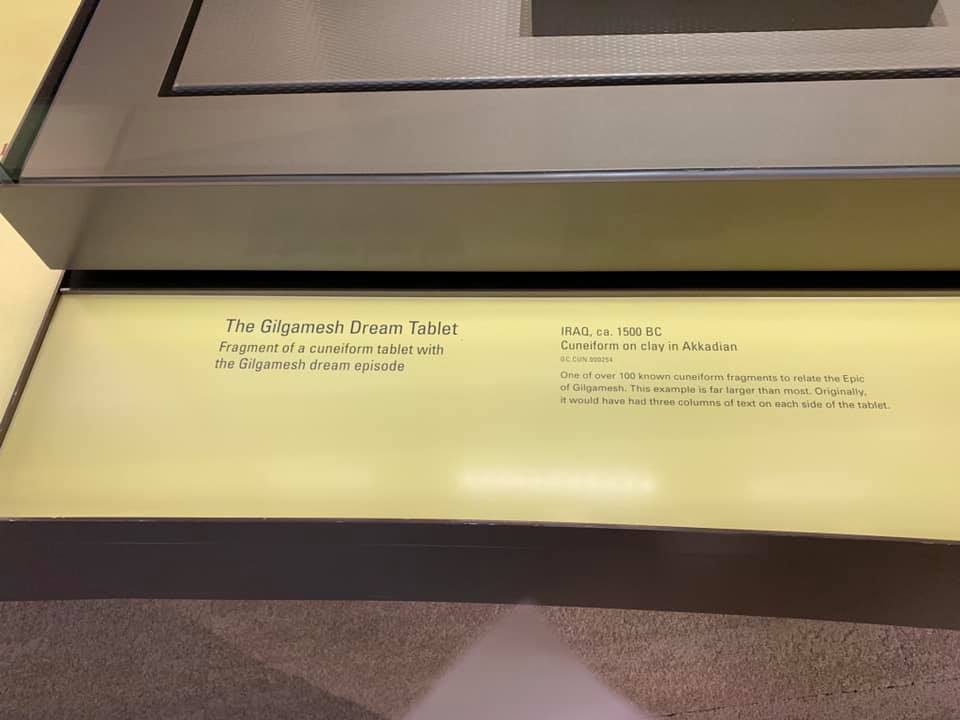 The Gilgamesh Dream Tablet
Fragment of a cuneiform tablet with
the Gilgamesh dream episode
IRAQ, ca. 1500 BC
Cuneiform on clay in Akkadian
GC.CUN.000254
One of over 100 known cuneiform fragments to relate the Epic
of Gilgamesh. This example is far larger than most. Originally,
it would have had three columns of text on each side of the tablet.